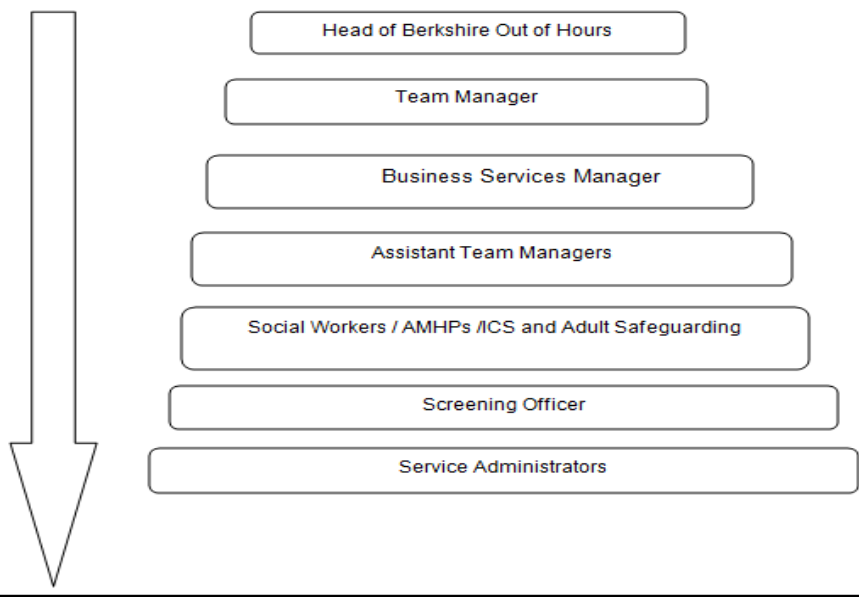 Head of Berkshire Out of Hours
Team Manager
Business Services Manager
Assistant Team Managers
Social Workers / AMHPs /ICS and Adult Safeguarding
Screening Officer
Service Administrators